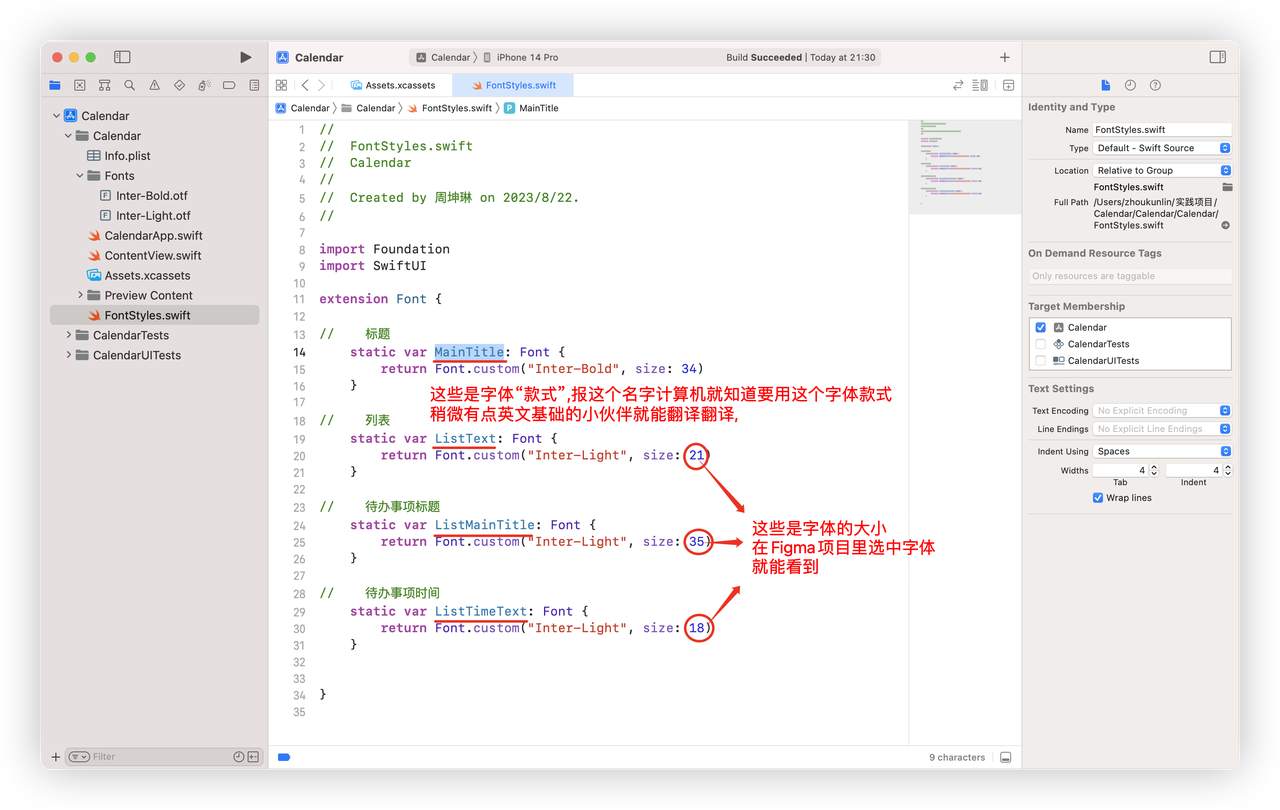 Calendar
Calendar
iPhone 14 Pro
Build Succeeded | Today at 21:30
Assets.xcassets
FontStyles.swift
Calendar
Calendar
FontStyles.swift
MainTitle
Calendar
Calendar
Info.plist
Fonts
Inter-Bold.otf
Inter-Light.otf
CalendarApp.swift
ContentView.swift
Assets.xcassets
Preview Content
FontStyles.swift
CalendarTests
CalendarUITests
Filter
1 //
2 //  FontStyles.swift
3 //  Calendar
4 //
5 //  Created by 周坤琳 on 2023/8/22.
6 //
7
8 import Foundation
9 import SwiftUI
10
11 extension Font {
12
13 //    标题
14     static var MainTitle: Font {
15         return Font.custom("Inter-Bold", size: 34)
16     }
17
这些是字体“款式”,报这个名字计算机就知道要用这个字体款式
稍微有点英文基础的小伙伴就能翻译翻译,
18 //    列表
19     static var ListText: Font {
20         return Font.custom("Inter-Light", size: 21)
21     }
22
23 //    待办事项标题
24     static var ListMainTitle: Font {
25         return Font.custom("Inter-Light", size: 35)
26     }
27
28 //    待办事项时间
29     static var ListTimeText: Font {
30         return Font.custom("Inter-Light", size: 18)
31     }
32
33
34 }
35
这些是字体的大小
在Figma项目里选中字体
就能看到
9 characters
Identity and Type
Name FontStyles.swift
Type Default - Swift Source
Location Relative to Group
FontStyles.swift
Full Path /Users/zhoukunlin/实践项目/
Calendar/Calendar/Calendar/
FontStyles.swift
On Demand Resource Tags
Only resources are taggable
Target Membership
Calendar
CalendarTests
CalendarUITests
Text Settings
Text Encoding No Explicit Encoding
Line Endings No Explicit Line Endings
Indent Using Spaces
Widths 4 4
Tab Indent
Wrap lines